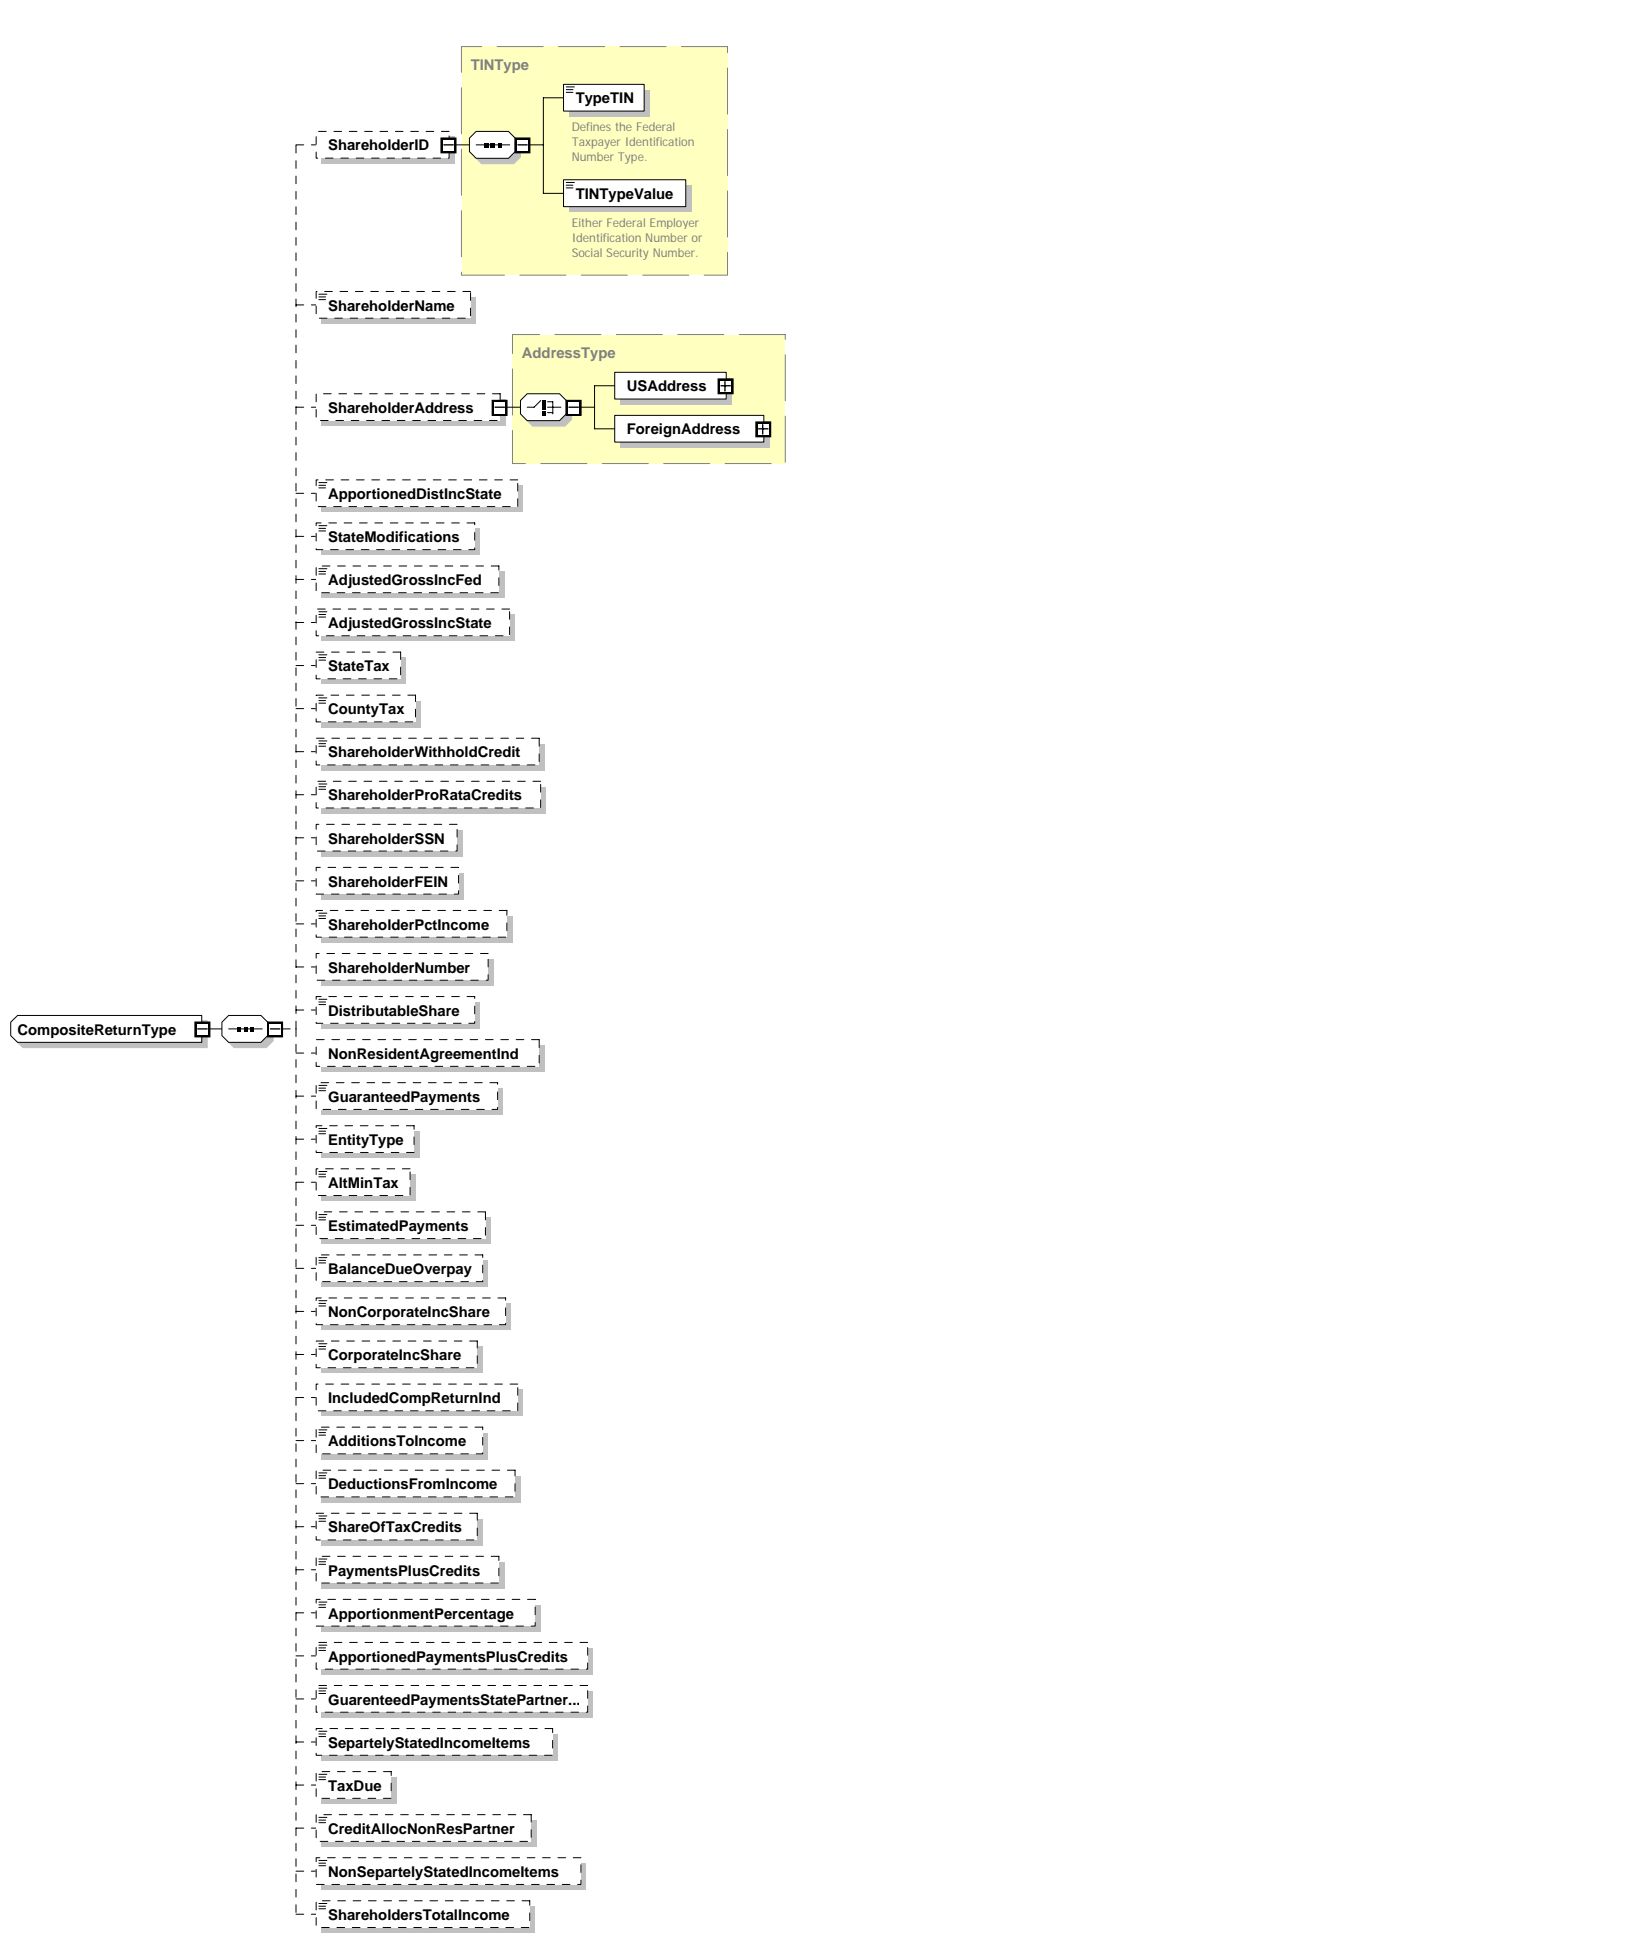 TINType
TypeTIN
Defines the Federal
Taxpayer Identification
Number Type.
ShareholderID
TINTypeValue
Either Federal Employer
Identification Number or
Social Security Number.
ShareholderName
AddressType
USAddress
ShareholderAddress
ForeignAddress
ApportionedDistIncState
StateModifications
AdjustedGrossIncFed
AdjustedGrossIncState
StateTax
CountyTax
ShareholderWithholdCredit
ShareholderProRataCredits
ShareholderSSN
ShareholderFEIN
ShareholderPctIncome
ShareholderNumber
DistributableShare
CompositeReturnType
NonResidentAgreementInd
GuaranteedPayments
EntityType
AltMinTax
EstimatedPayments
BalanceDueOverpay
NonCorporateIncShare
CorporateIncShare
IncludedCompReturnInd
AdditionsToIncome
DeductionsFromIncome
ShareOfTaxCredits
PaymentsPlusCredits
ApportionmentPercentage
ApportionedPaymentsPlusCredits
GuarenteedPaymentsStatePartner...
SepartelyStatedIncomeItems
TaxDue
CreditAllocNonResPartner
NonSepartelyStatedIncomeItems
ShareholdersTotalIncome